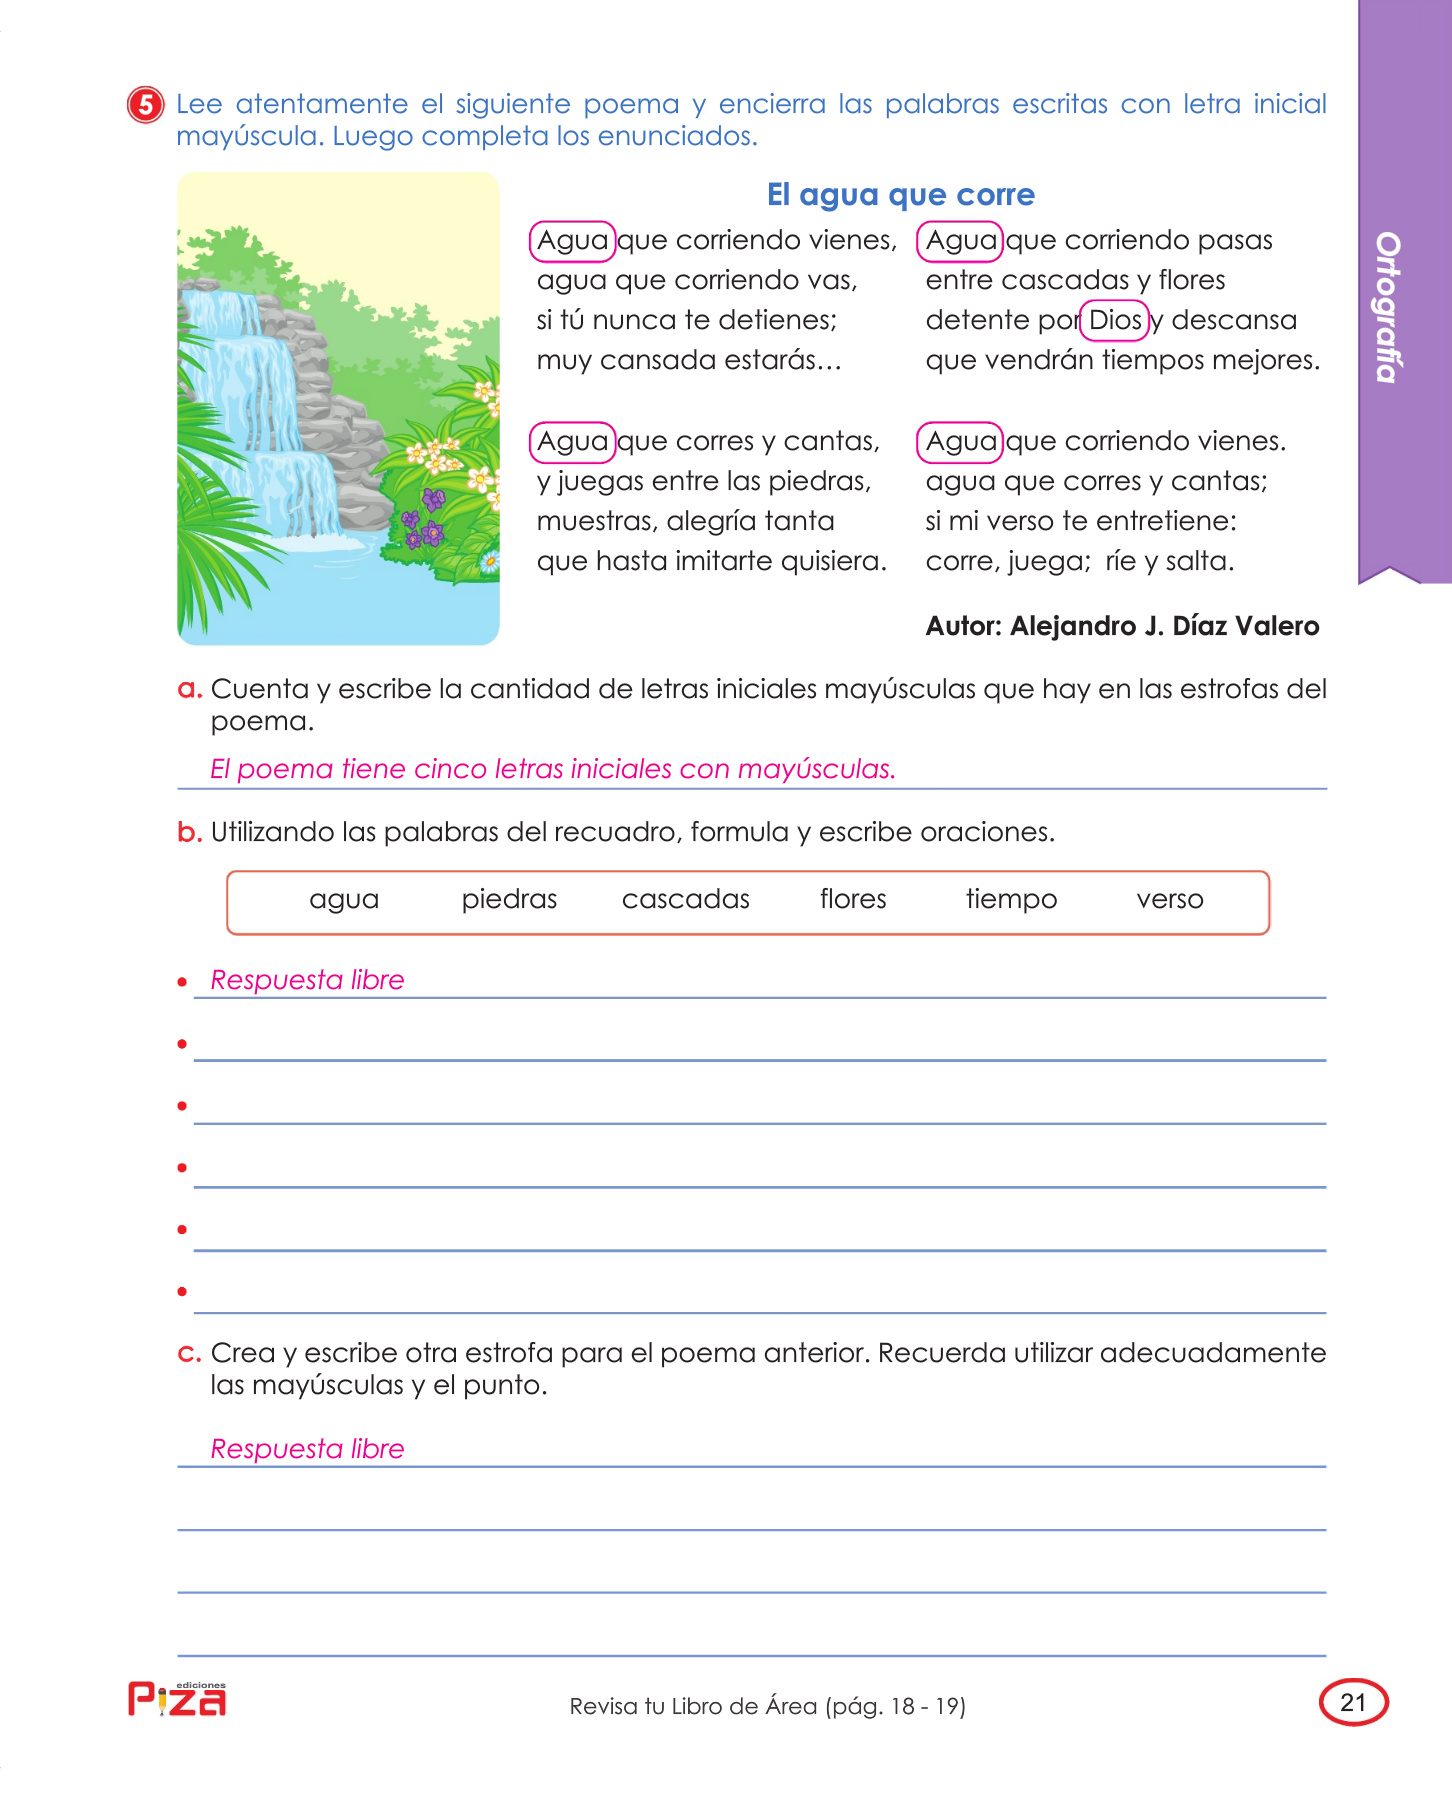 5 Lee atentamente el siguiente poema y encierra las palabras escritas con letra inicial
mayúscula. Luego completa los enunciados.
El agua que corre
Agua que corriendo vienes,
agua que corriendo vas,
si tú nunca te detienes;
muy cansada estarás...
Agua que corres y cantas,
y juegas entre las piedras,
muestras, alegría tanta
que hasta imitarte quisiera.
Agua que corriendo pasas
entre cascadas y flores
detente por Dios y descansa
que vendrán tiempos mejores.
Agua que corriendo vienes.
agua que corres y cantas;
si mi verso te entretiene:
corre, juega; ríe y salta.
Autor: Alejandro J. Díaz Valero
Ortografía
a. Cuenta y escribe la cantidad de letras iniciales mayúsculas que hay en las estrofas del
poema.
El poema tiene cinco letras iniciales con mayúsculas.
b. Utilizando las palabras del recuadro, formula y escribe oraciones.
agua piedras cascadas flores tiempo verso
• Respuesta libre
•
•
•
•
•
c. Crea y escribe otra estrofa para el poema anterior. Recuerda utilizar adecuadamente
las mayúsculas y el punto.
Respuesta libre
ediciones
Piza
Revisa tu Libro de Área (pág. 18 - 19)
21